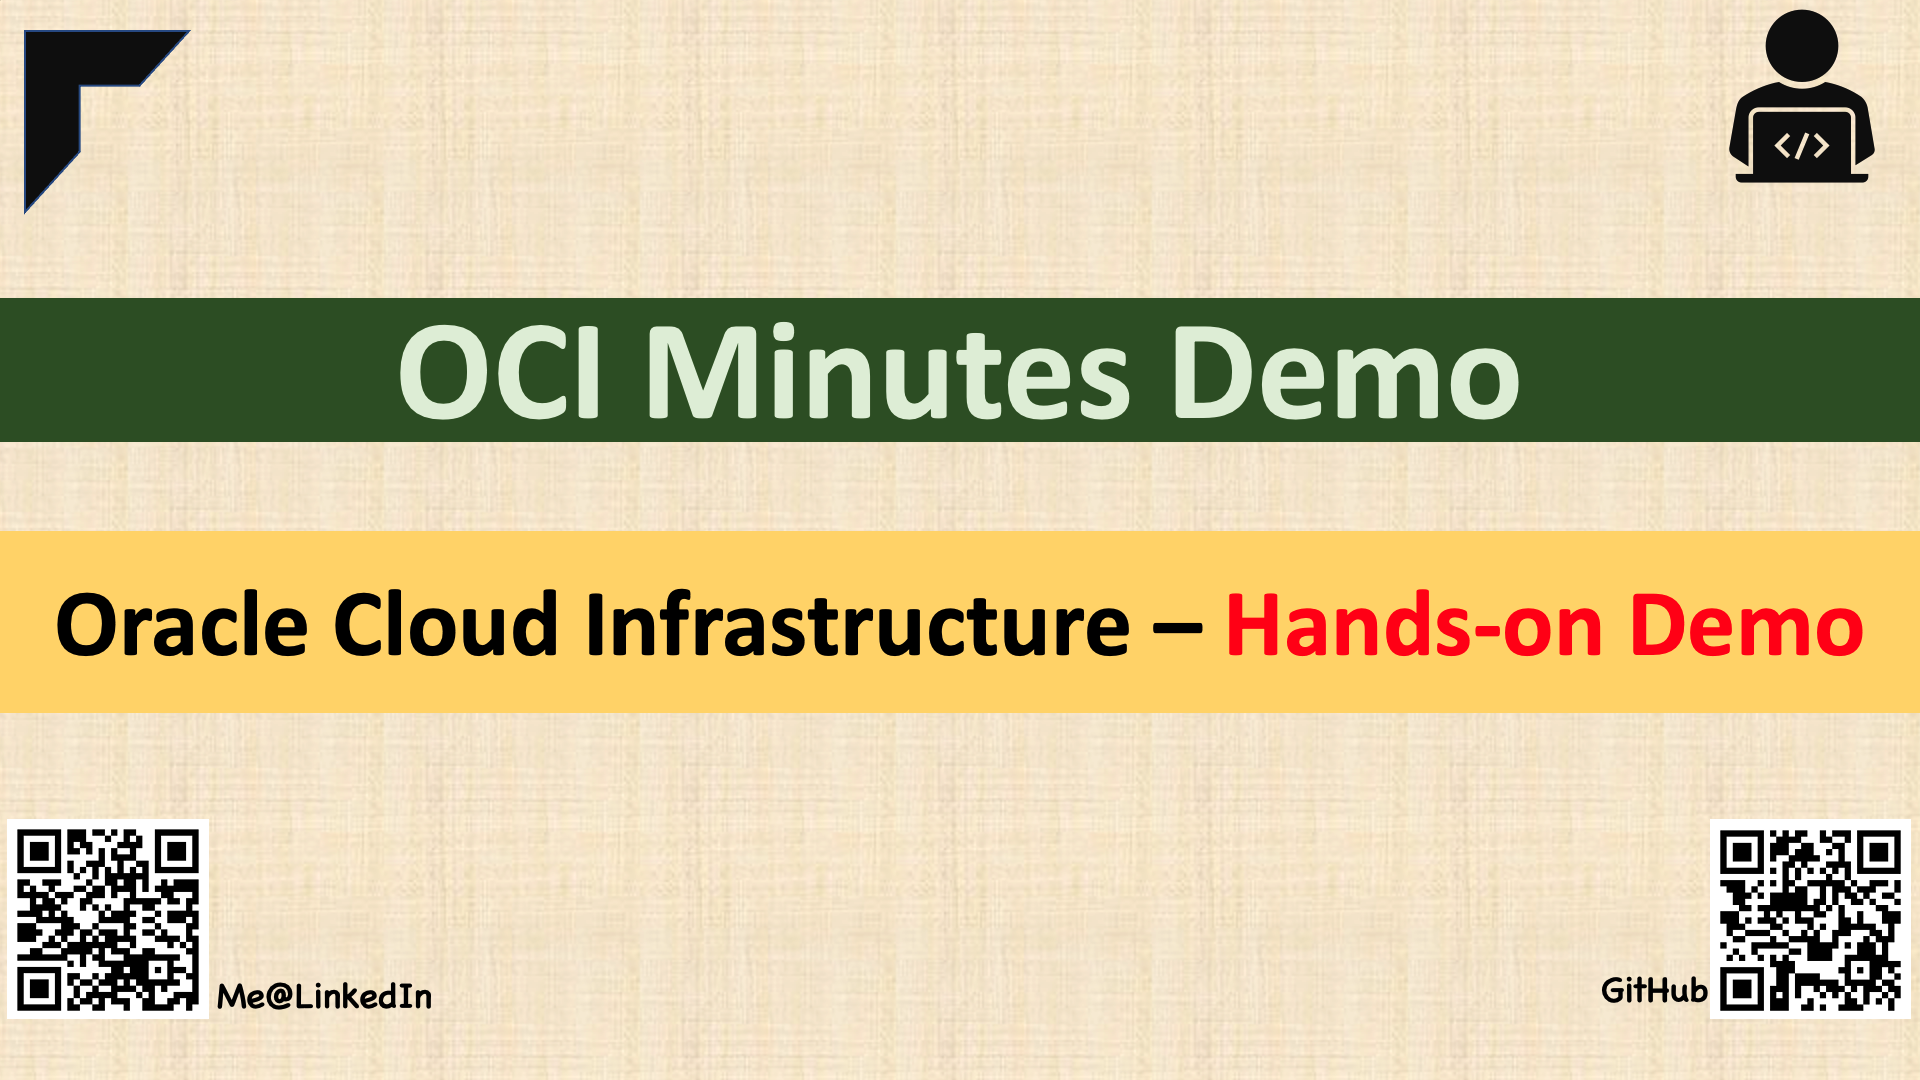 </>
OCI Minutes Demo
Oracle Cloud Infrastructure – Hands-on Demo
Me@LinkedIn
GitHub